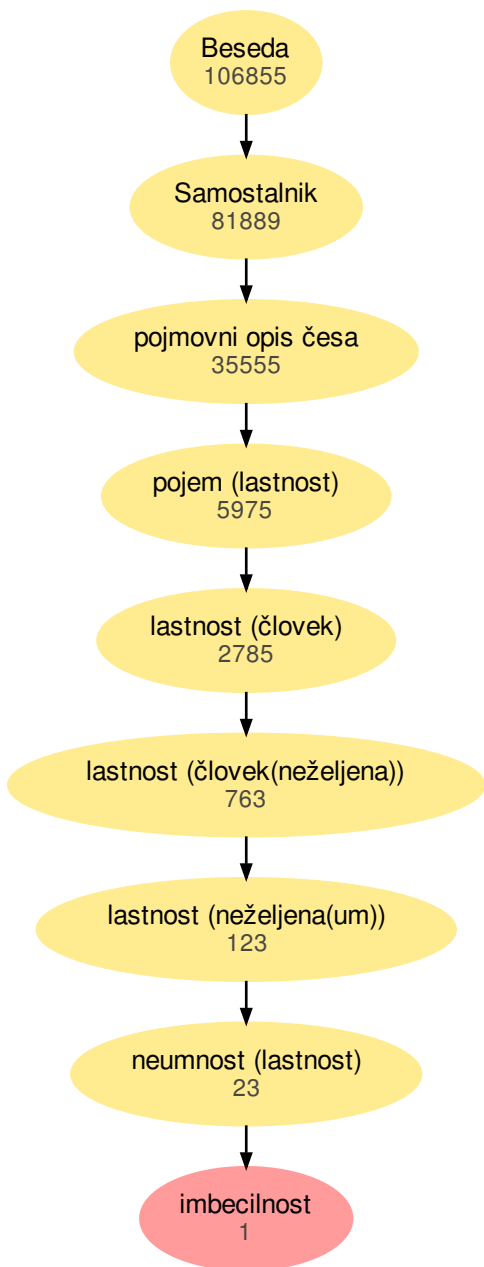 Beseda
106855
Samostalnik
81889
pojmovni opis česa
35555
pojem (lastnost)
5975
lastnost (človek)
2785
lastnost (človek(neželjena))
763
lastnost (neželjena(um))
123
neumnost (lastnost)
23
imbecilnost
1